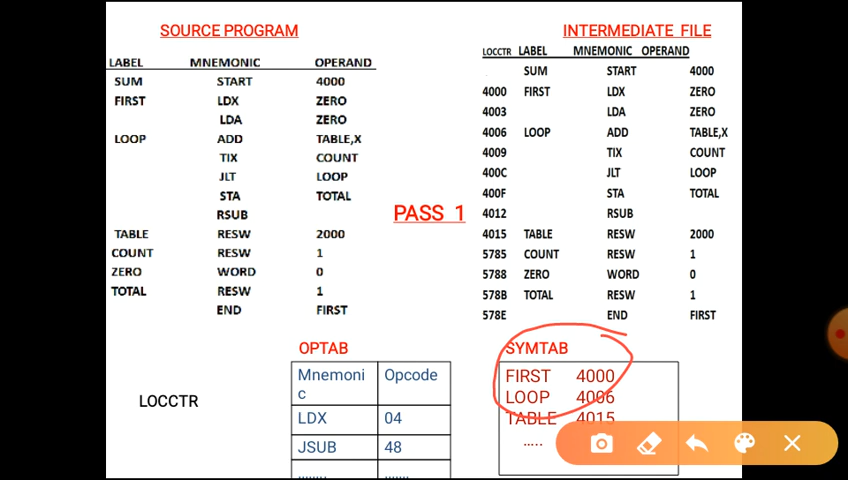 SOURCE PROGRAM
LABEL MNEMONIC OPERAND
SUM START 4000
FIRST LDX ZERO
LDA ZERO
LOOP ADD TABLE,X
TIX COUNT
JLT LOOP
STA TOTAL
RSUB
TABLE RESW 2000
COUNT RESW 1
ZERO WORD 0
TOTAL RESW 1
END FIRST
PASS 1
INTERMEDIATE FILE
LOCCTR LABEL MNEMONIC OPERAND
SUM START 4000
4000 FIRST LDX ZERO
4003 LDA ZERO
4006 LOOP ADD TABLE,X
4009 TIX COUNT
400C JLT LOOP
400F STA TOTAL
4012 RSUB
4015 TABLE RESW 2000
5785 COUNT RESW 1
5788 ZERO WORD 0
578B TOTAL RESW 1
578E END FIRST
LOCCTR
OPTAB
Mnemoni Opcode
c
LDX 04
JSUB 48
........ .......
SYMTAB
FIRST 4000
LOOP 4006
TABLE 4015
.....